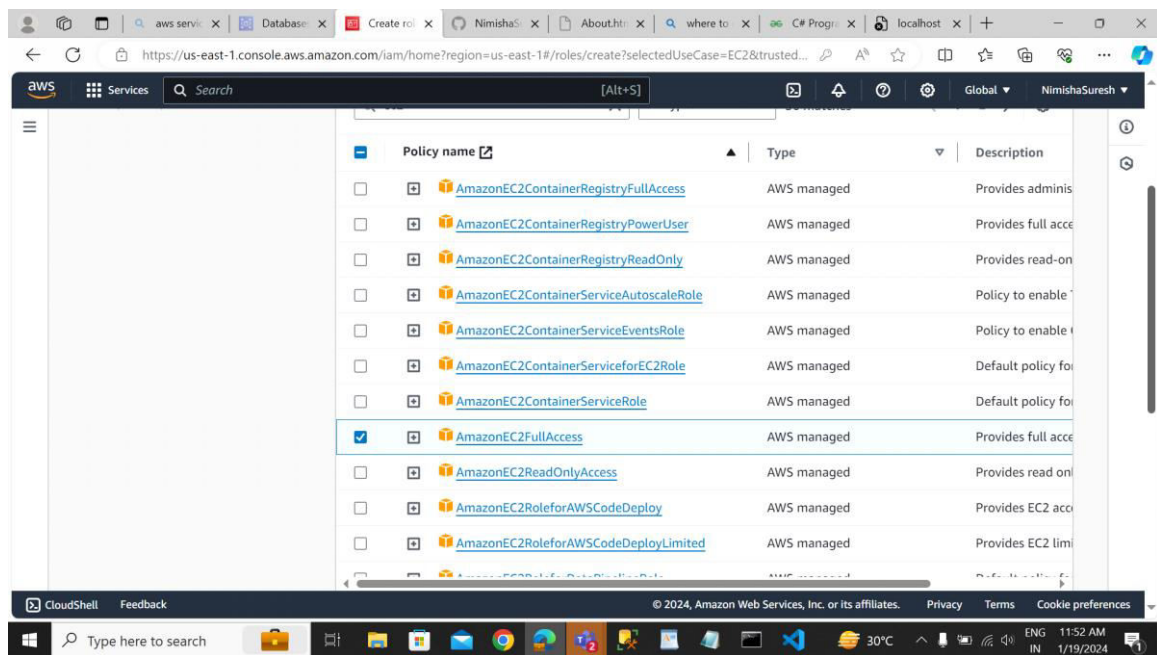 aws servic
Database
Create rol
NimishaS
About.ht
where to
C# Progra
localhost
https://us-east-1.console.aws.amazon.com/iam/home?region=us-east-1#/roles/create?selectedUseCase=EC2&trusted...
aws Services Search [Alt+S] Global NimishaSuresh
Policy name Type Description
AmazonEC2ContainerRegistryFullAccess AWS managed Provides adminis
AmazonEC2ContainerRegistryPowerUser AWS managed Provides full acce
AmazonEC2ContainerRegistryReadOnly AWS managed Provides read-on
AmazonEC2ContainerServiceAutoscaleRole AWS managed Policy to enable
AmazonEC2ContainerServiceEventsRole AWS managed Policy to enable
AmazonEC2ContainerServiceforEC2Role AWS managed Default policy for
AmazonEC2ContainerServiceRole AWS managed Default policy for
AmazonEC2FullAccess AWS managed Provides full acce
AmazonEC2ReadOnlyAccess AWS managed Provides read onl
AmazonEC2RoleforAWSCodeDeploy AWS managed Provides EC2 acc
AmazonEC2RoleforAWSCodeDeployLimited AWS managed Provides EC2 limi
CloudShell Feedback © 2024, Amazon Web Services, Inc. or its affiliates. Privacy Terms Cookie preferences
Type here to search 30°C ENG 11:52 AM
IN 1/19/2024